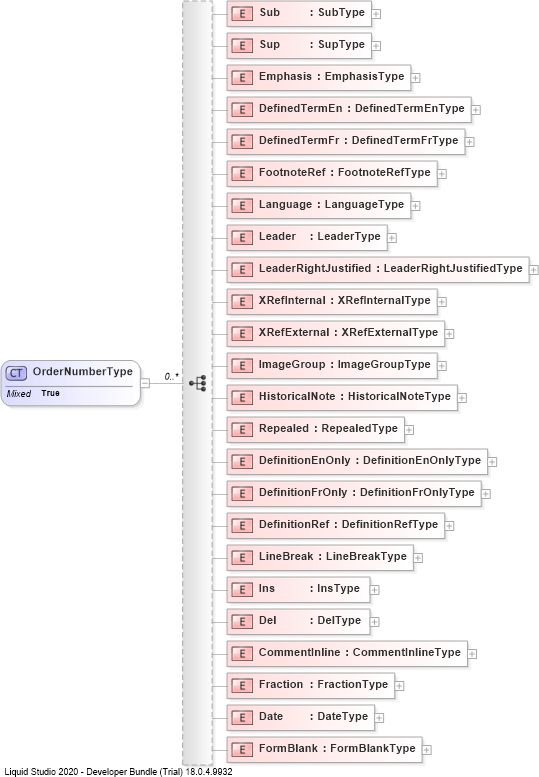 E Sub : SubType
E Sup : SupType
E Emphasis : EmphasisType
E DefinedTermEn : DefinedTermEnType
E DefinedTermFr : DefinedTermFrType
E FootnoteRef : FootnoteRefType
E Language : LanguageType
E Leader : LeaderType
E LeaderRightJustified : LeaderRightJustifiedType
E XRefInternal : XRefInternalType
E XRefExternal : XRefExternalType
E ImageGroup : ImageGroupType
CT OrderNumberType
Mixed True
0..*
E HistoricalNote : HistoricalNoteType
E Repealed : RepealedType
E DefinitionEnOnly : DefinitionEnOnlyType
E DefinitionFrOnly : DefinitionFrOnlyType
E DefinitionRef : DefinitionRefType
E LineBreak : LineBreakType
E Ins : InsType
E Del : DelType
E CommentInline : CommentInlineType
E Fraction : FractionType
E Date : DateType
E FormBlank : FormBlankType
Liquid Studio 2020 - Developer Bundle (Trial) 18.0.4.9932